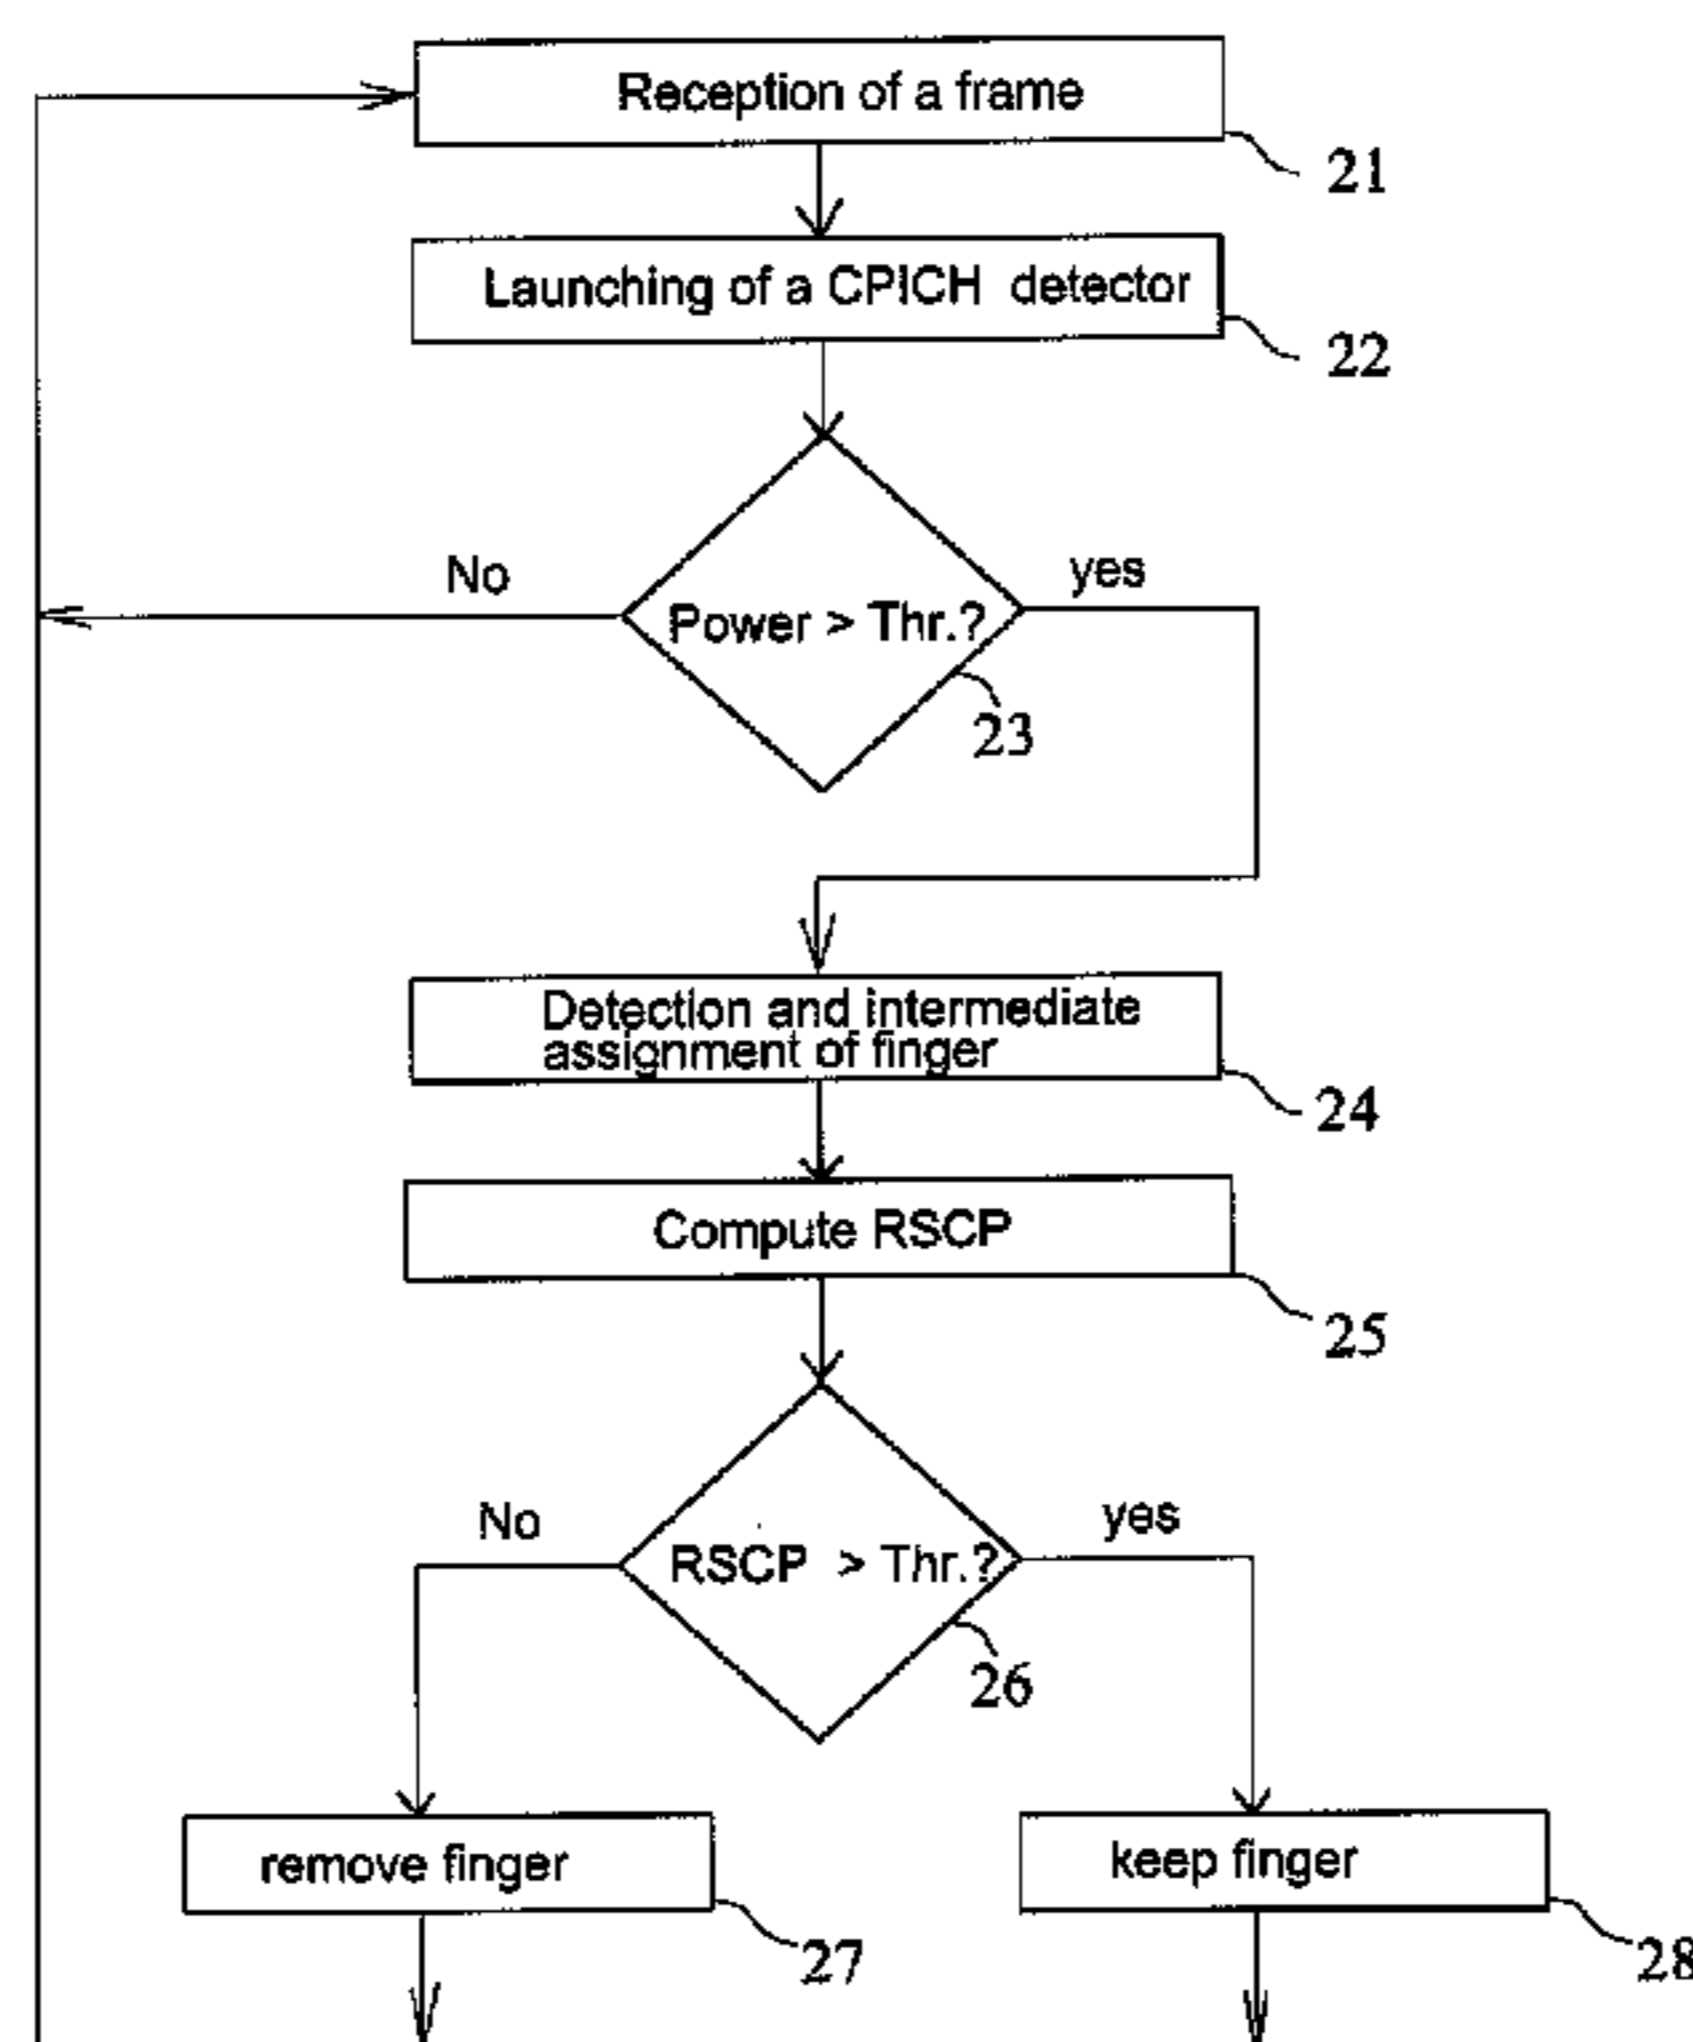 Reception of a frame
21
Launching of a CPICH detector
22
No
yes
Power > Thr.?
23
Detection and intermediate
assignment of finger
24
Compute RSCP
25
No
yes
RSCP > Thr.?
26
remove finger
keep finger
27
28